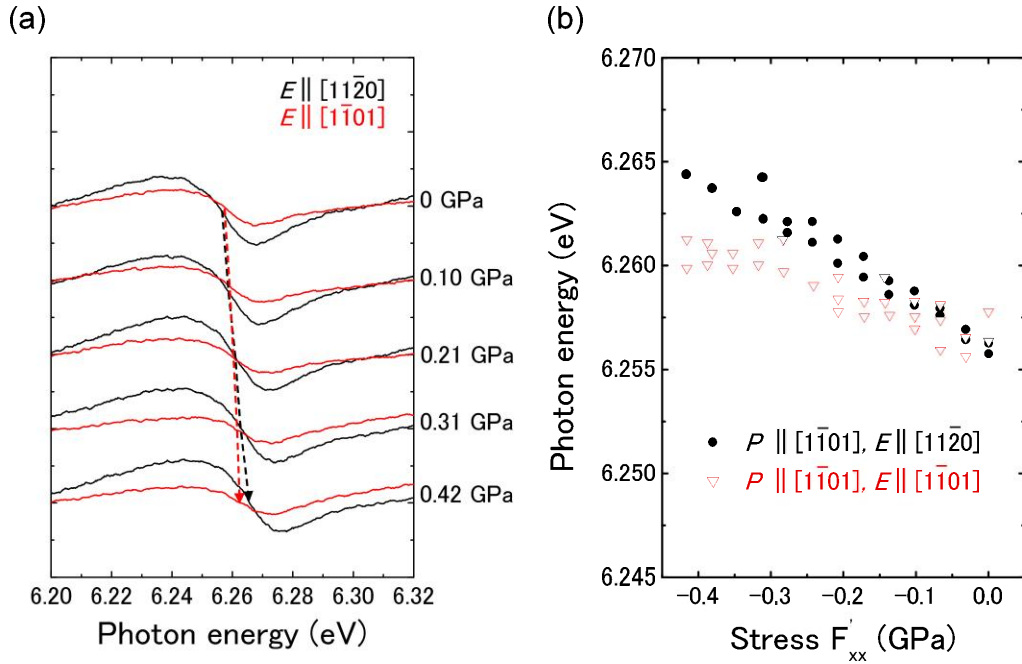 (a)
E || [112̄0]
E || [11̄01]
0 GPa
0.10 GPa
0.21 GPa
0.31 GPa
0.42 GPa
6.20 6.22 6.24 6.26 6.28 6.30 6.32
Photon energy (eV)
(b)
6.270
6.265
6.260
6.255
6.250
6.245
Photon energy (eV)
P || [11̄01], E || [112̄0]
P || [11̄01], E || [11̄01]
−0.4 −0.3 −0.2 −0.1 0.0
Stress F'xx (GPa)